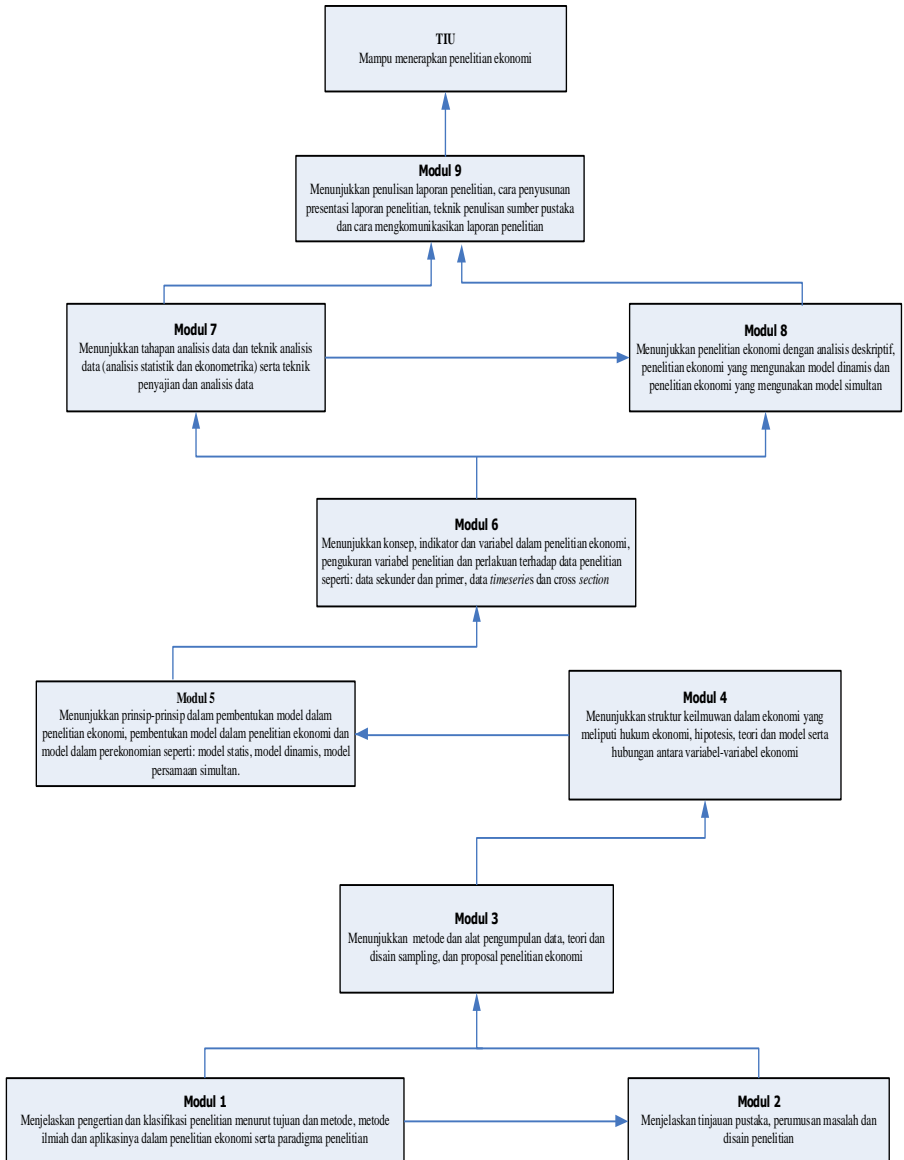 TIU
Mampu menerapkan penelitian ekonomi
Modul 9
Menunjukkan penulisan laporan penelitian, cara penyusunan
presentasi laporan penelitian, teknik penulisan sumber pustaka
dan cara mengkomunikasikan laporan penelitian
Modul 7
Menunjukkan tahapan analisis data dan teknik analisis
data (analisis statistik dan ekonometrika) serta teknik
penyajian dan analisis data
Modul 8
Menunjukkan penelitian ekonomi dengan analisis deskriptif,
penelitian ekonomi yang mengunakan model dinamis dan
penelitian ekonomi yang mengunakan model simultan
Modul 6
Menunjukkan konsep, indikator dan variabel dalam penelitian ekonomi,
pengukuran variabel penelitian dan perlakuan terhadap data penelitian
seperti: data sekunder dan primer, data timeseries dan cross section
Modul 5
Menunjukkan prinsip-prinsip dalam pembentukan model dalam
penelitian ekonomi, pembentukan model dalam penelitian ekonomi dan
model dalam perekonomian seperti: model statis, model dinamis, model
persamaan simultan.
Modul 4
Menunjukkan struktur keilmuwan dalam ekonomi yang
meliputi hukum ekonomi, hipotesis, teori dan model serta
hubungan antara variabel-variabel ekonomi
Modul 3
Menunjukkan metode dan alat pengumpulan data, teori dan
disain sampling, dan proposal penelitian ekonomi
Modul 1
Menjelaskan pengertian dan klasifikasi penelitian menurut tujuan dan metode, metode
ilmiah dan aplikasinya dalam penelitian ekonomi serta paradigma penelitian
Modul 2
Menjelaskan tinjauan pustaka, perumusan masalah dan
disain penelitian